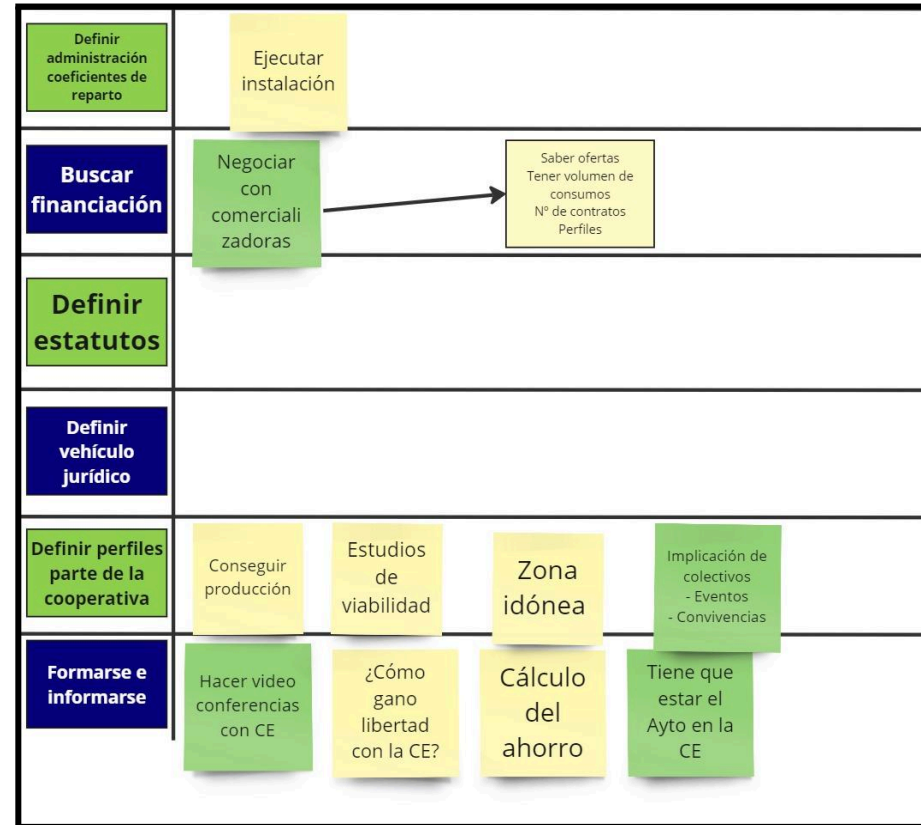 Definir
administración
coeficientes de
reparto
Ejecutar
instalación
Buscar
financiación
Negociar
con
comerciali
zadoras
Saber ofertas
Tener volumen de
consumos
Nº de contratos
Perfiles
Definir
estatutos
Definir
vehículo
jurídico
Definir perfiles
parte de la
cooperativa
Conseguir
producción
Estudios
de
viabilidad
Zona
idónea
Implicación de
colectivos
- Eventos
- Convivencias
Formarse e
informarse
Hacer video
conferencias
con CE
¿Cómo
gano
libertad
con la CE?
Cálculo
del
ahorro
Tiene que
estar el
Ayto en la
CE